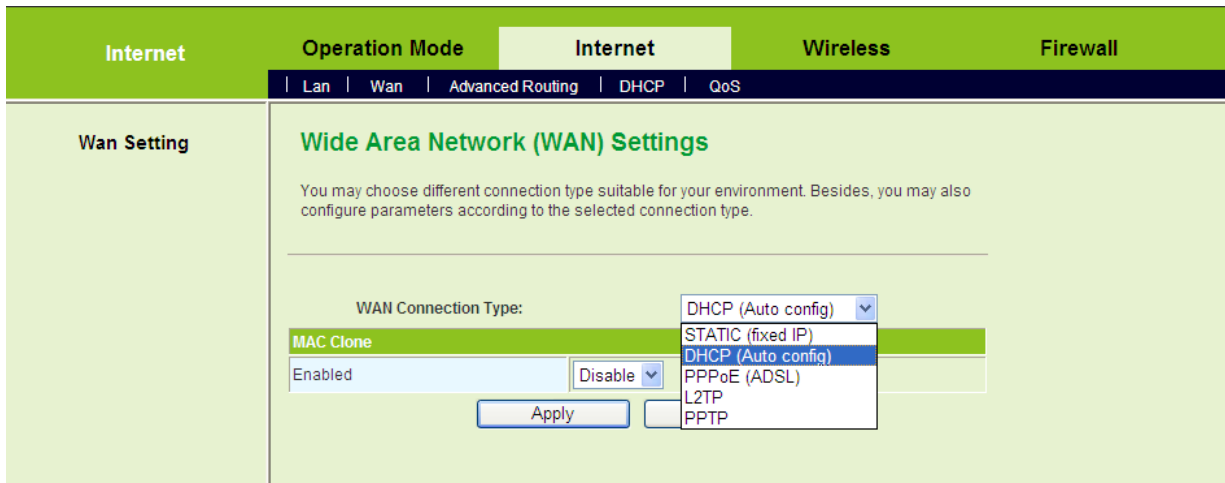 Internet
Operation Mode
Internet
Wireless
Firewall
Lan | Wan | Advanced Routing | DHCP | QoS
Wan Setting
Wide Area Network (WAN) Settings
You may choose different connection type suitable for your environment. Besides, you may also
configure parameters according to the selected connection type.
WAN Connection Type:
DHCP (Auto config)
STATIC (fixed IP)
DHCP (Auto config)
PPPoE (ADSL)
L2TP
PPTP
MAC Clone
Enabled
Disable
Apply